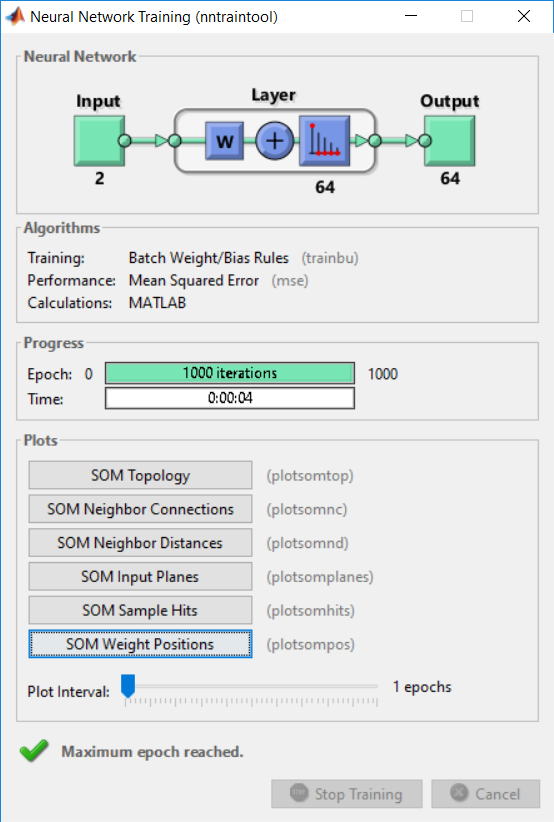 Neural Network Training (nntraintool)
Neural Network
Input
Layer
Output
W
2
64
64
Algorithms
Training: Batch Weight/Bias Rules (trainbu)
Performance: Mean Squared Error (mse)
Calculations: MATLAB
Progress
Epoch: 0 1000 iterations 1000
Time: 0:00:04
Plots
SOM Topology (plotsomtop)
SOM Neighbor Connections (plotsomnc)
SOM Neighbor Distances (plotsomnd)
SOM Input Planes (plotsomplanes)
SOM Sample Hits (plotsomhits)
SOM Weight Positions (plotsompos)
Plot Interval: 1 epochs
Maximum epoch reached.
Stop Training Cancel